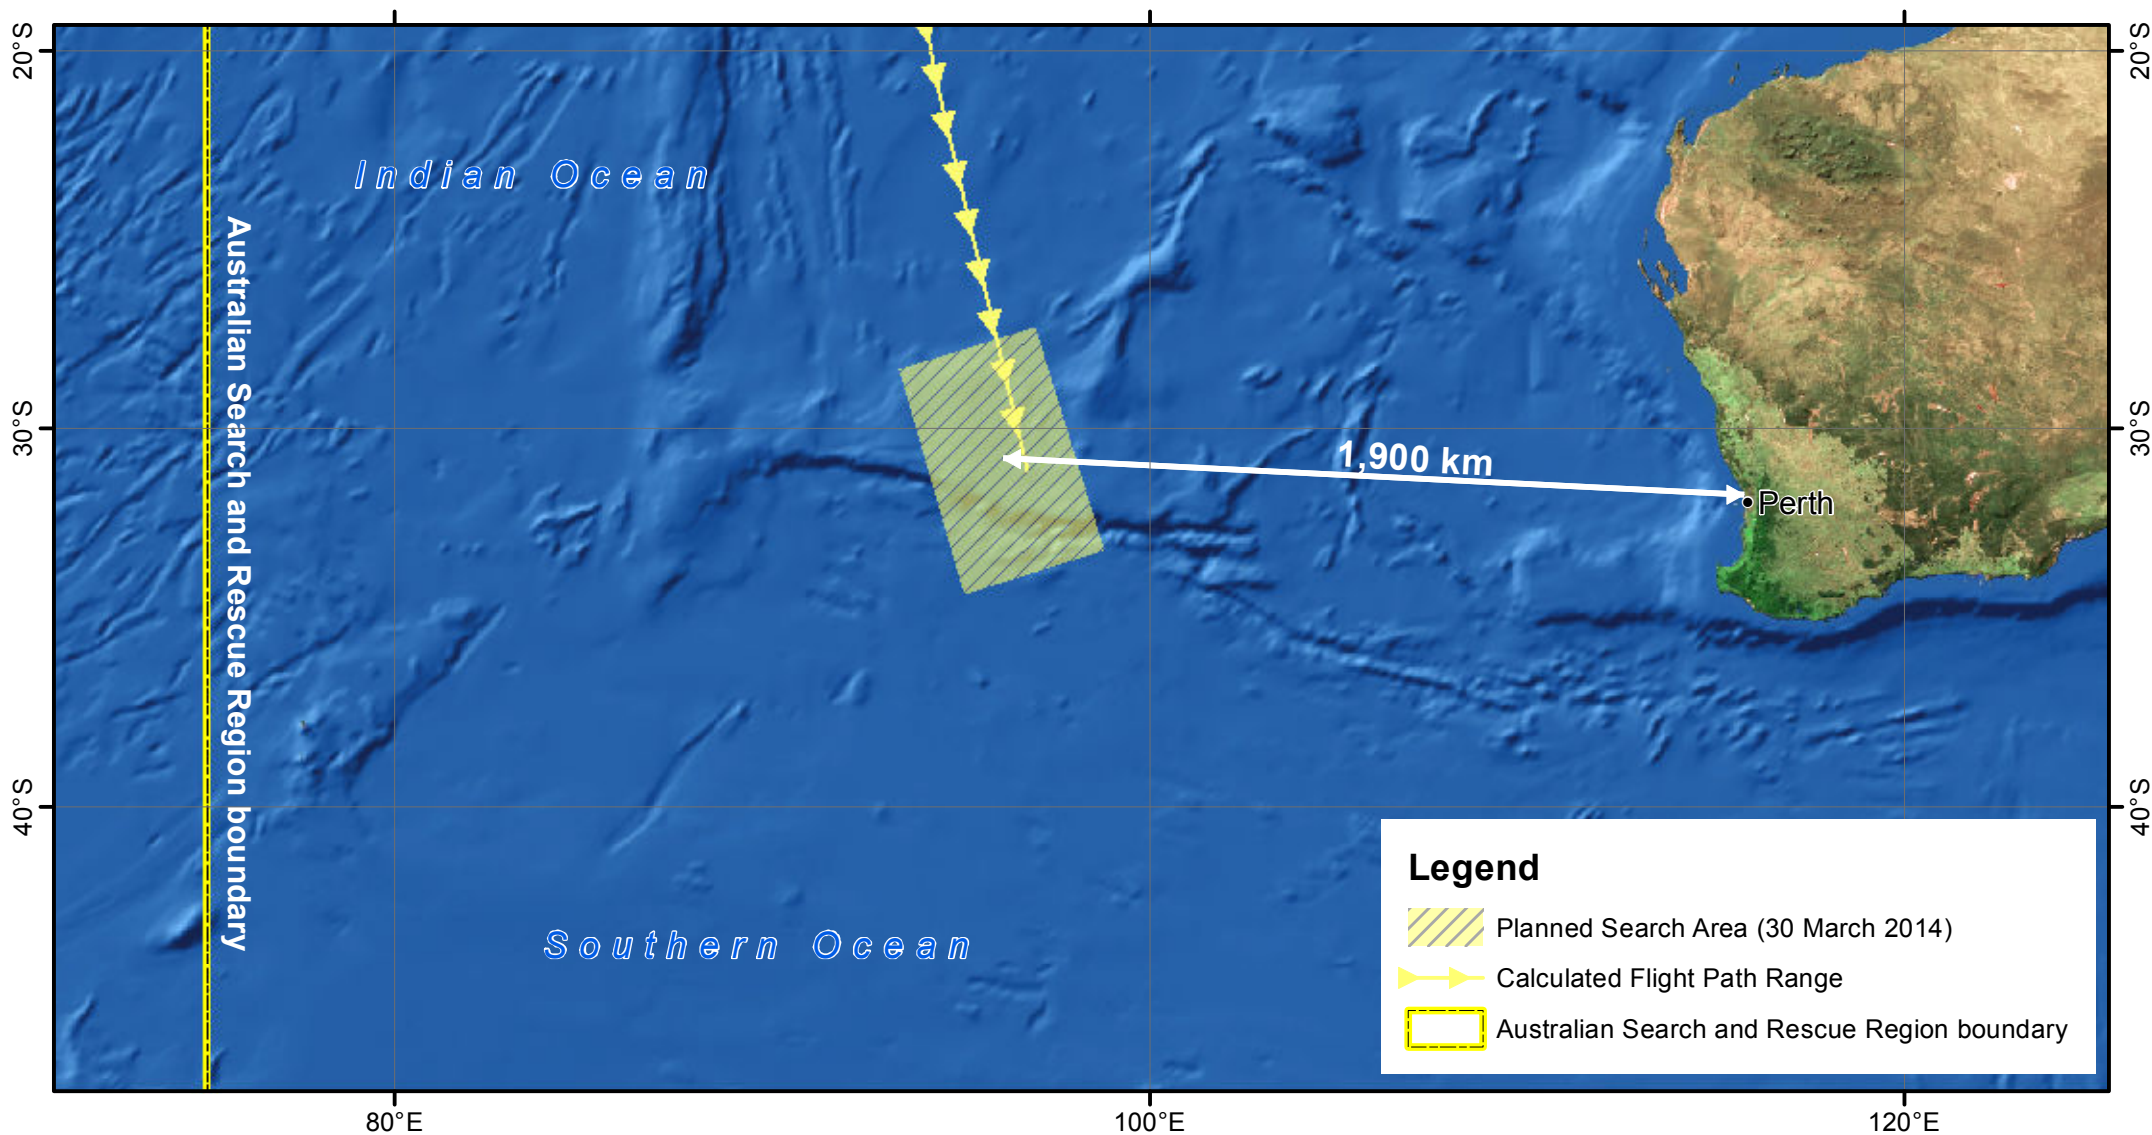 20°S
20°S
Indian Ocean
Australian Search and Rescue Region boundary
30°S
30°S
1,900 km
Perth
40°S
40°S
Southern Ocean
Legend
Planned Search Area (30 March 2014)
Calculated Flight Path Range
Australian Search and Rescue Region boundary
80°E
100°E
120°E